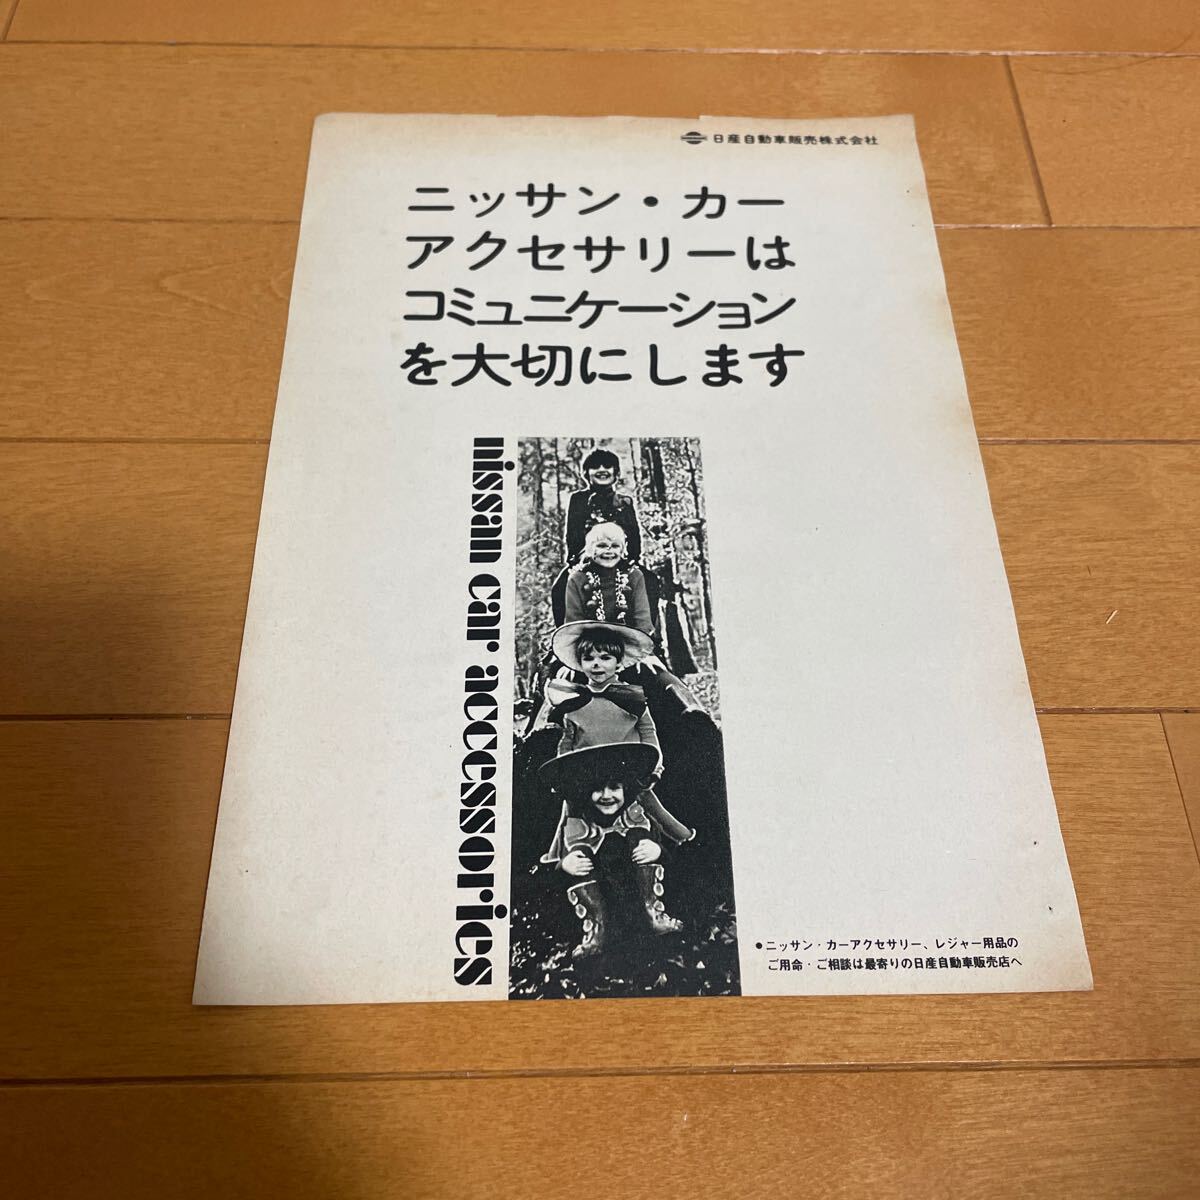 日産自動車販売株式会社
ニッサン・カー
アクセサリーは
コミュニケーション
を大切にします
nissan car accessories
●ニッサン・カーアクセサリー、レジャー用品の
ご用命・ご相談は最寄りの日産自動車販売店へ